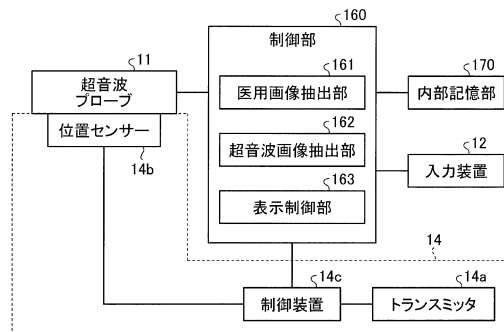 160
制御部
11
超音波
プローブ
161
医用画像抽出部
170
内部記憶部
位置センサー
14b
162
超音波画像抽出部
12
入力装置
163
表示制御部
14
14c
制御装置
14a
トランスミッタ